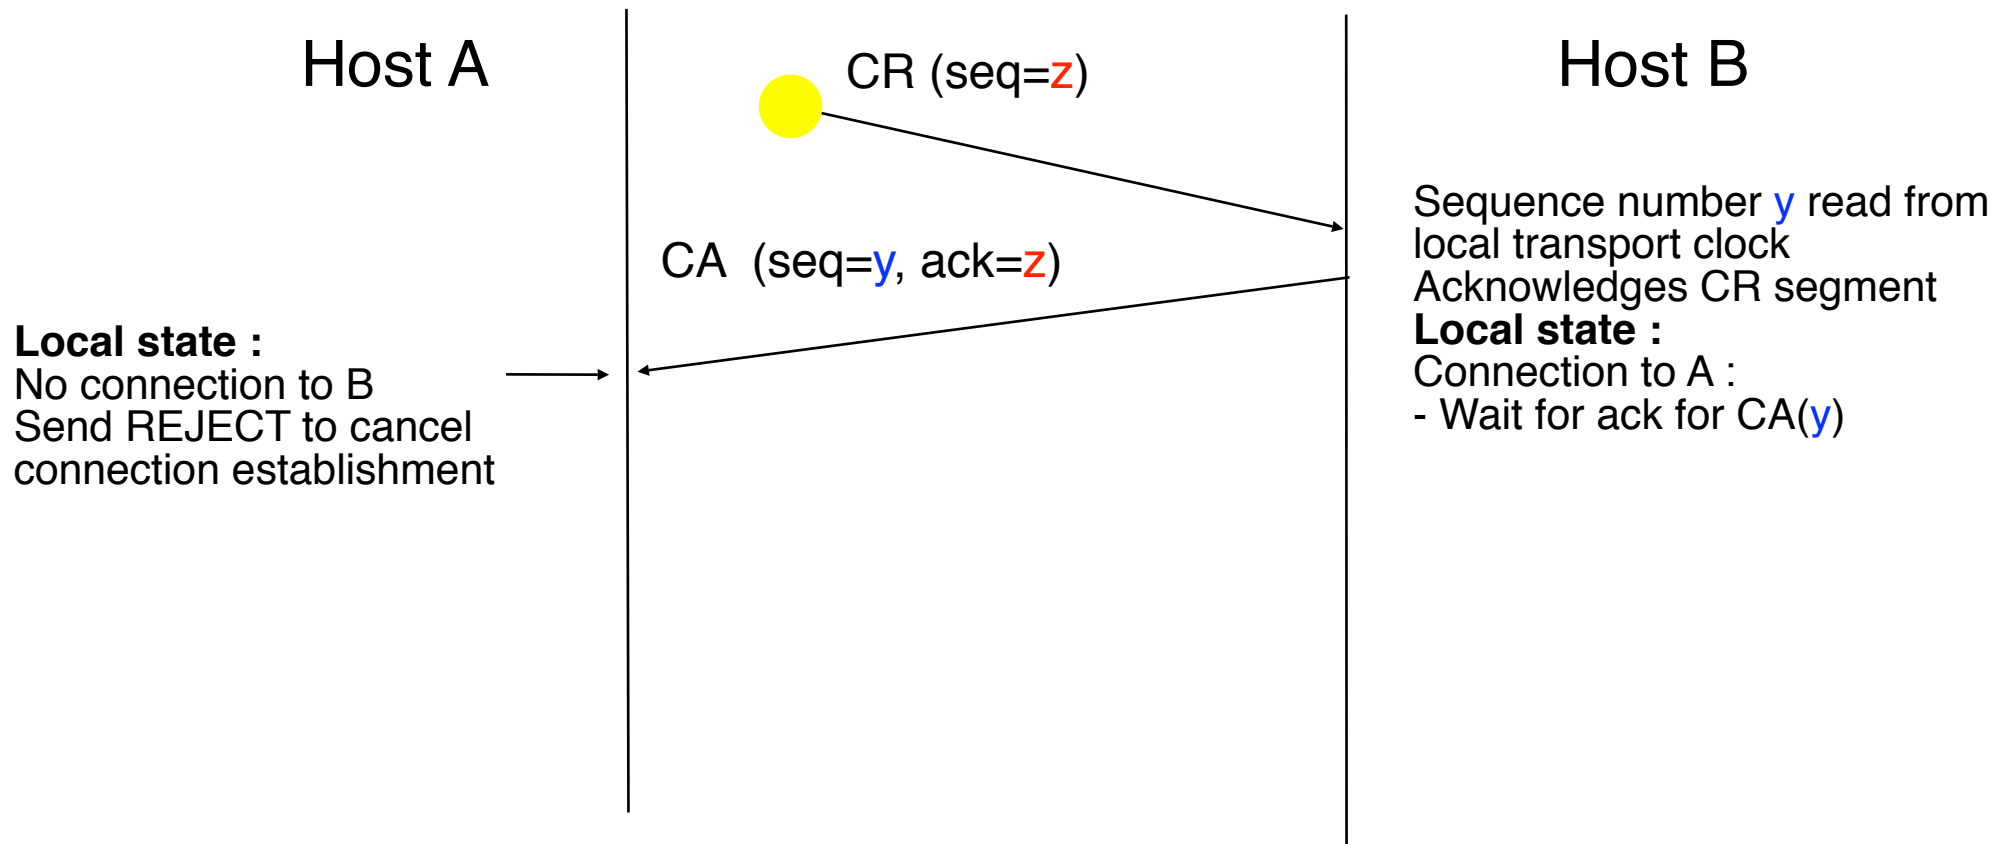 Host A
CR (seq=z)
Host B
Sequence number y read from
local transport clock
Acknowledges CR segment
Local state :
Connection to A :
- Wait for ack for CA(y)
CA (seq=y, ack=z)
Local state :
No connection to B
Send REJECT to cancel
connection establishment